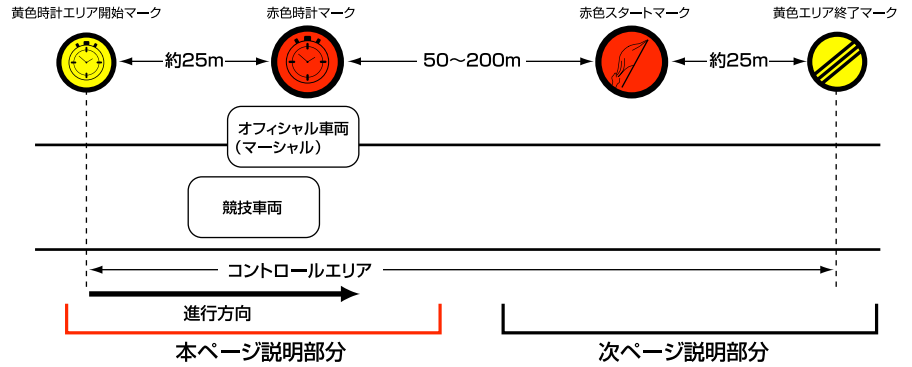 黄色時計エリア開始マーク
赤色時計マーク
赤色スタートマーク
黄色エリア終了マーク
約25m
50〜200m
約25m
オフィシャル車両
（マーシャル）
競技車両
コントロールエリア
進行方向
本ページ説明部分
次ページ説明部分